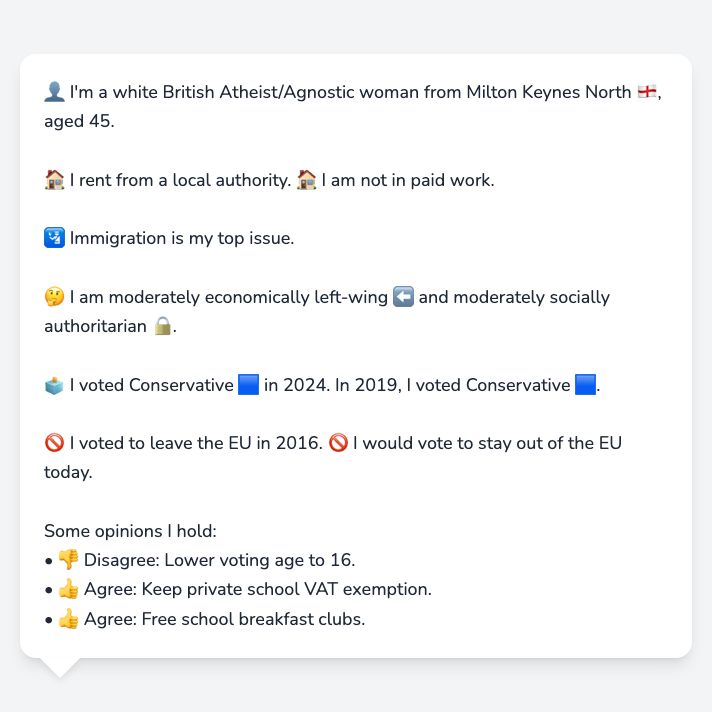 👤 I'm a white British Atheist/Agnostic woman from Milton Keynes North 🏴󠁧󠁢󠁥󠁮󠁧󠁿,
aged 45.
🏠 I rent from a local authority. 🏠 I am not in paid work.
🛂 Immigration is my top issue.
🤔 I am moderately economically left-wing ⬅️ and moderately socially
authoritarian 🔒.
🗳️ I voted Conservative 🟦 in 2024. In 2019, I voted Conservative 🟦.
🚫 I voted to leave the EU in 2016. 🚫 I would vote to stay out of the EU
today.
Some opinions I hold:
• 👎 Disagree: Lower voting age to 16.
• 👍 Agree: Keep private school VAT exemption.
• 👍 Agree: Free school breakfast clubs.